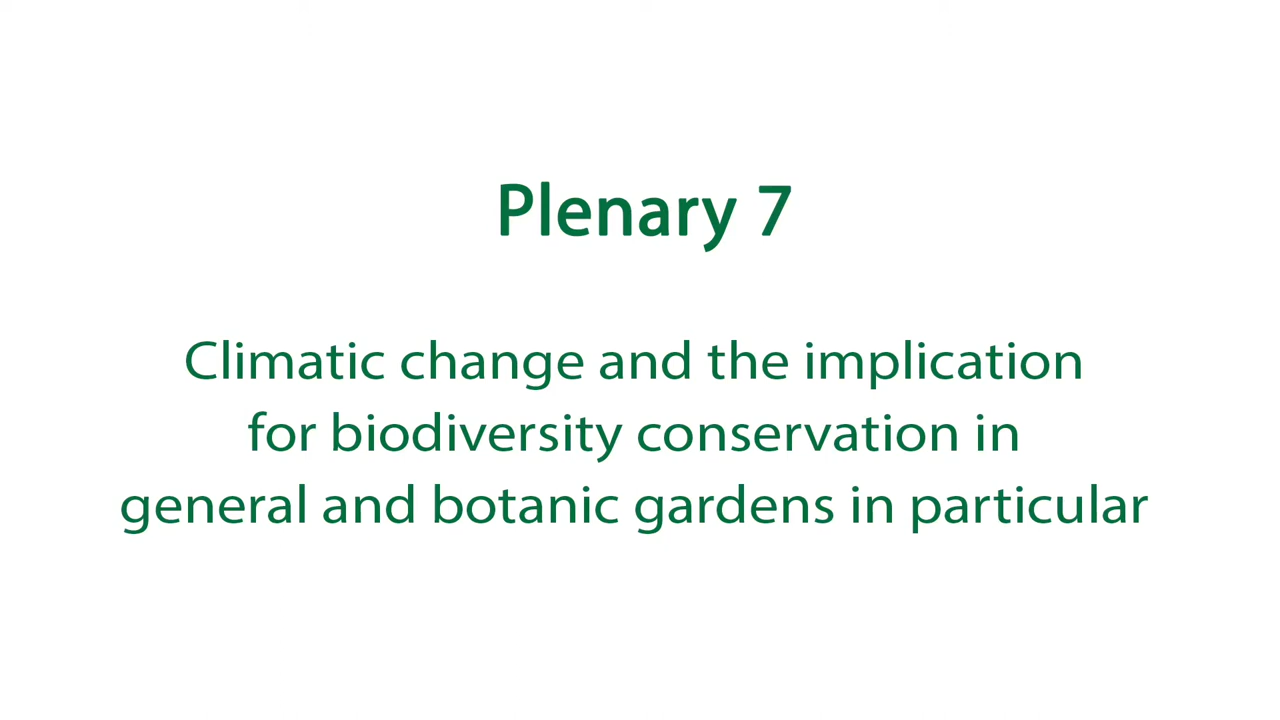 Plenary 7
Climatic change and the implication
for biodiversity conservation in
general and botanic gardens in particular